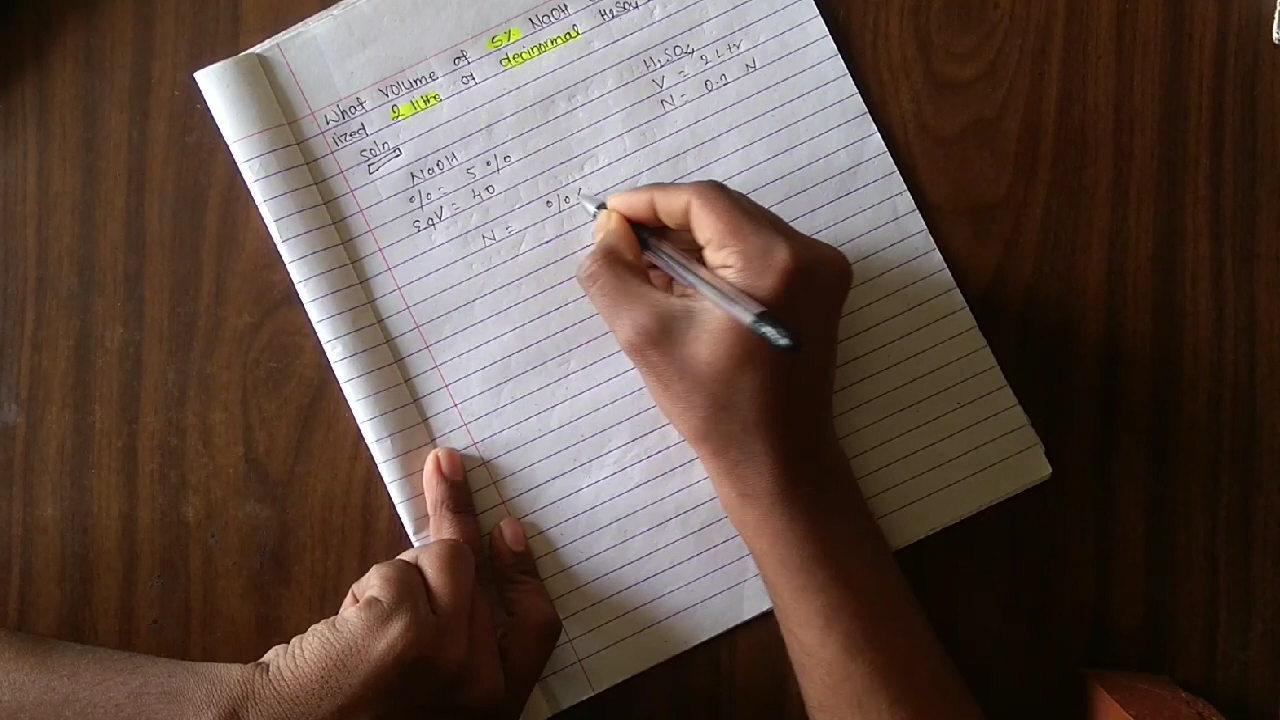 What volume of 5% NaOH
lized 2 litre of decinormal H₂SO₄
Soln
NaOH
% = 5 %
Eqv = 40
N = %
H₂SO₄
V = 2 Ltr
N = 0.1 N